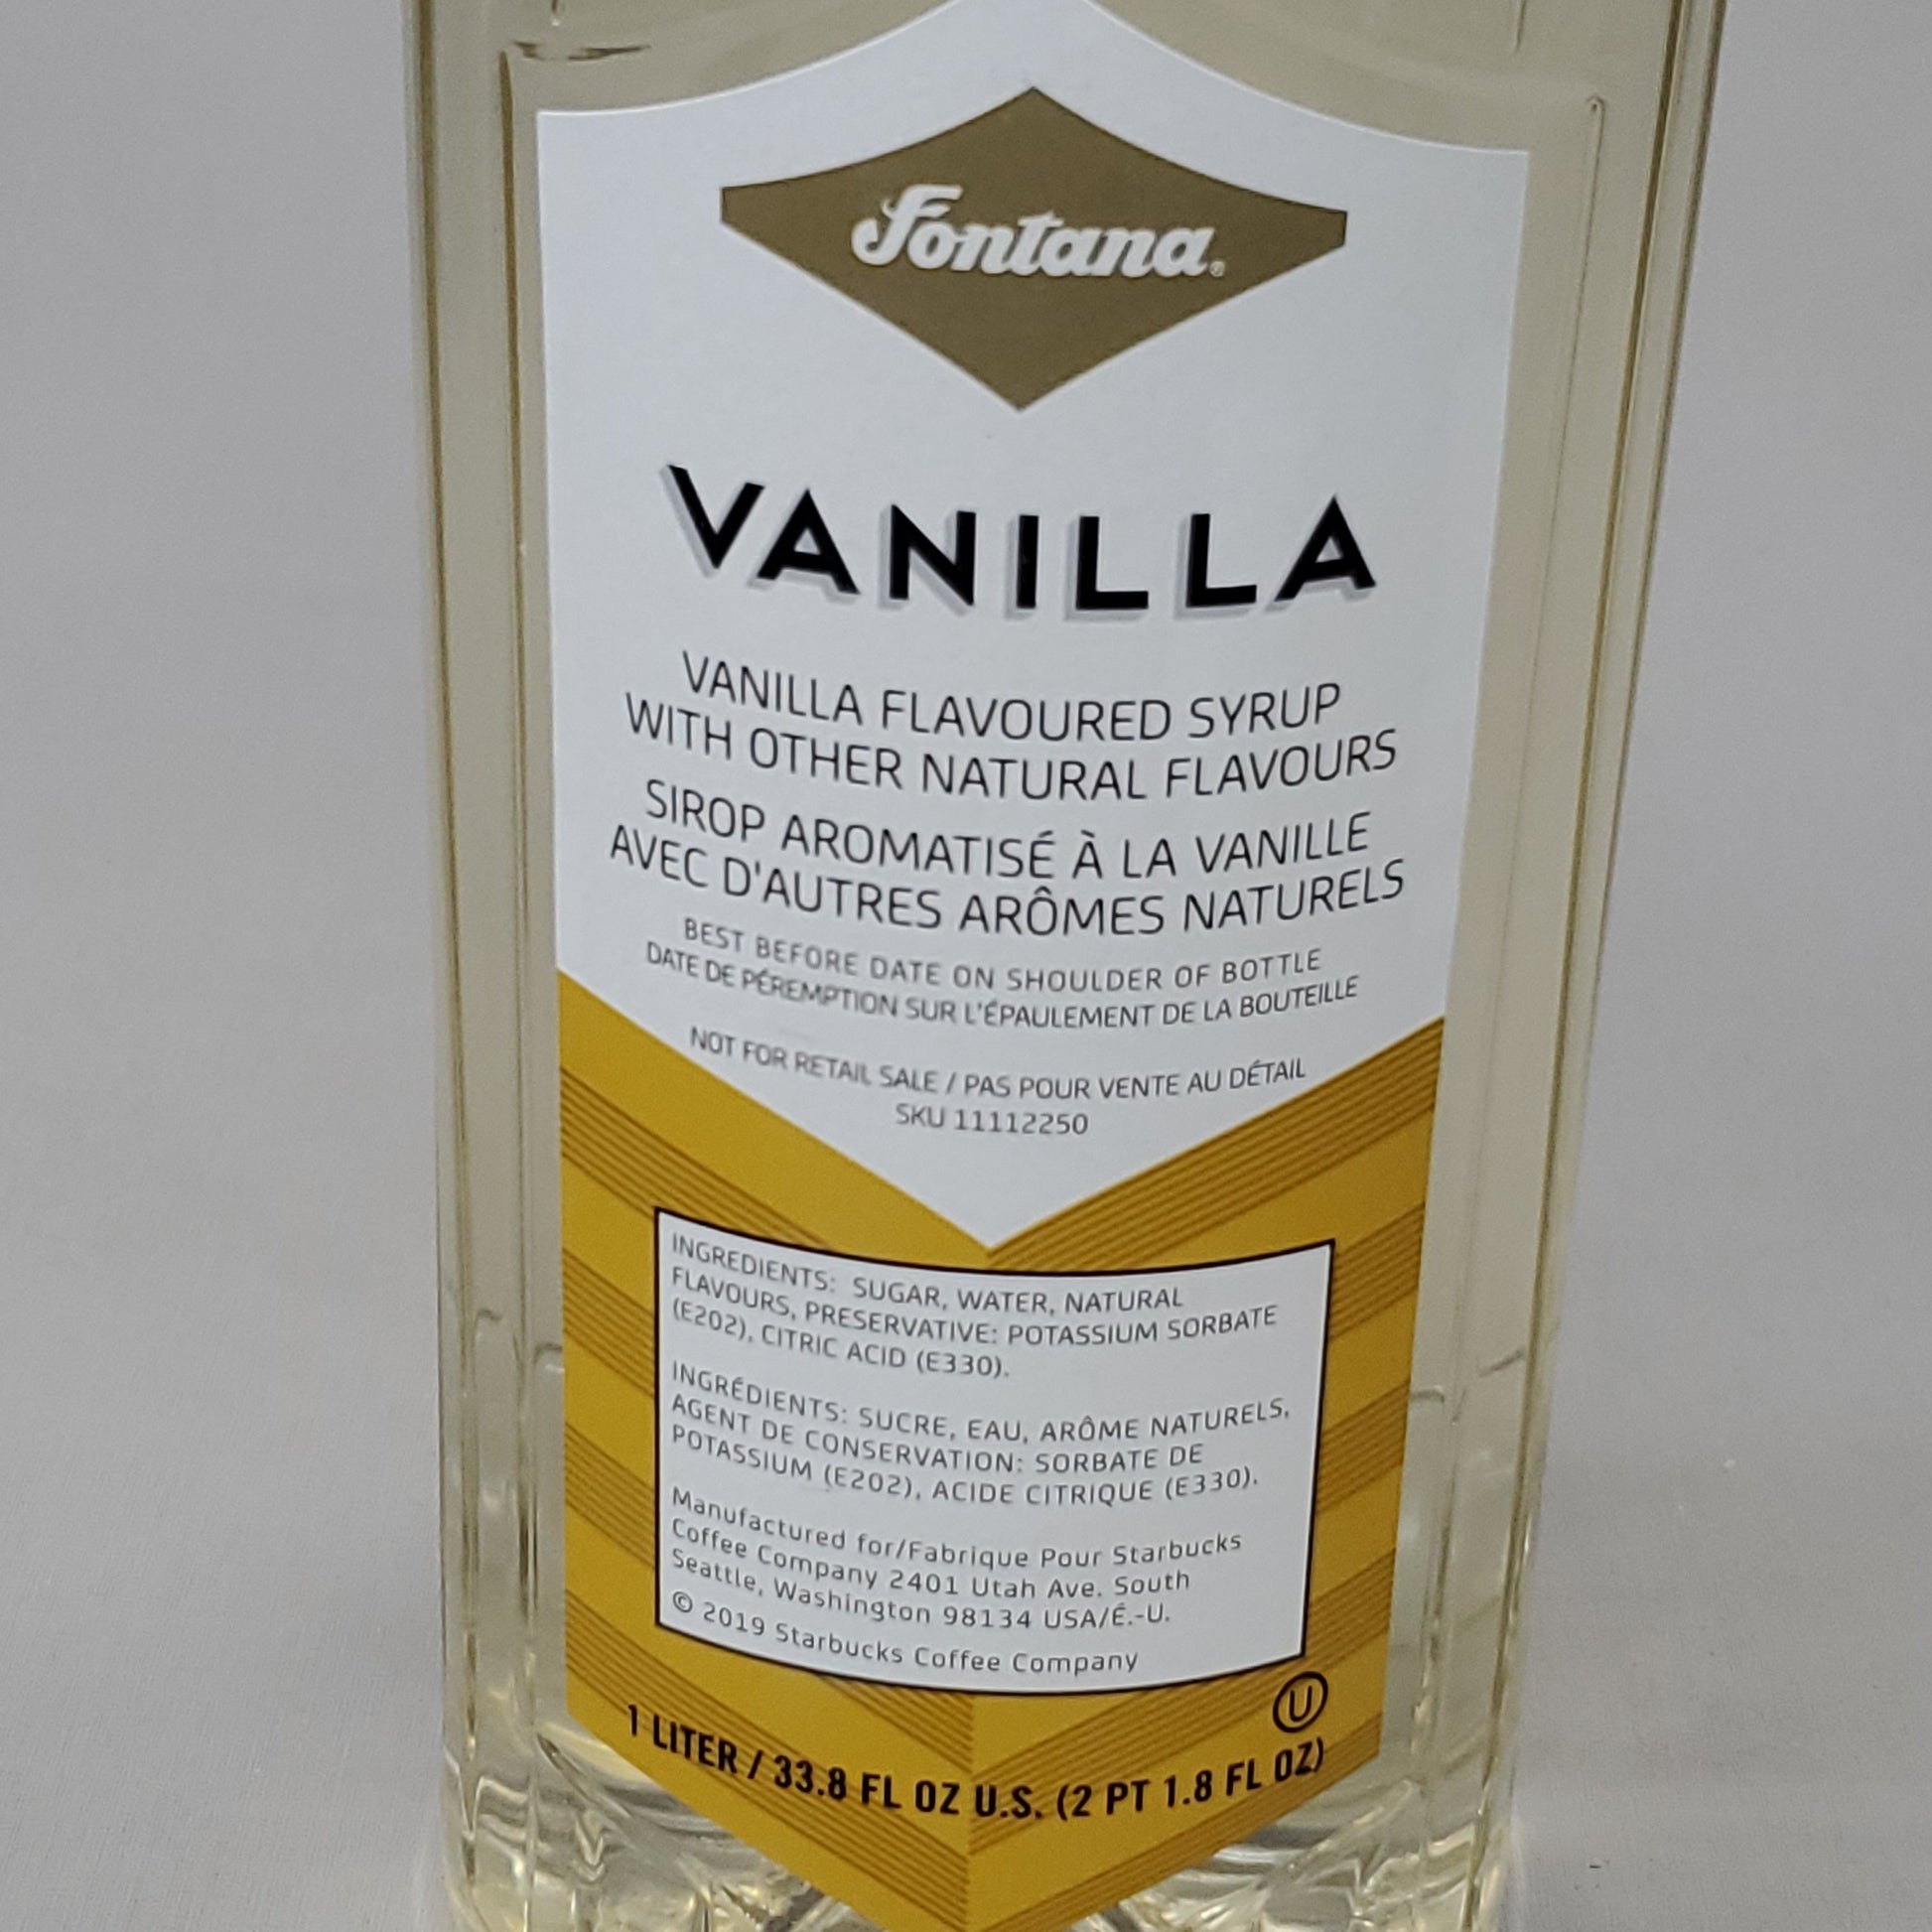 Fontana®
VANILLA
VANILLA FLAVOURED SYRUP
WITH OTHER NATURAL FLAVOURS
SIROP AROMATISÉ À LA VANILLE
AVEC D'AUTRES ARÔMES NATURELS
BEST BEFORE DATE ON SHOULDER OF BOTTLE
DATE DE PÉREMPTION SUR L'ÉPAULEMENT DE LA BOUTEILLE
NOT FOR RETAIL SALE / PAS POUR VENTE AU DÉTAIL
SKU 11112250
INGREDIENTS: SUGAR, WATER, NATURAL
FLAVOURS, PRESERVATIVE: POTASSIUM SORBATE
(E202), CITRIC ACID (E330).
INGRÉDIENTS: SUCRE, EAU, ARÔME NATURELS,
AGENT DE CONSERVATION: SORBATE DE
POTASSIUM (E202), ACIDE CITRIQUE (E330).
Manufactured for/Fabrique Pour Starbucks
Coffee Company 2401 Utah Ave. South
Seattle, Washington 98134 USA/É.-U.
© 2019 Starbucks Coffee Company
U
1 LITER / 33.8 FL OZ U.S. (2 PT 1.8 FL OZ)